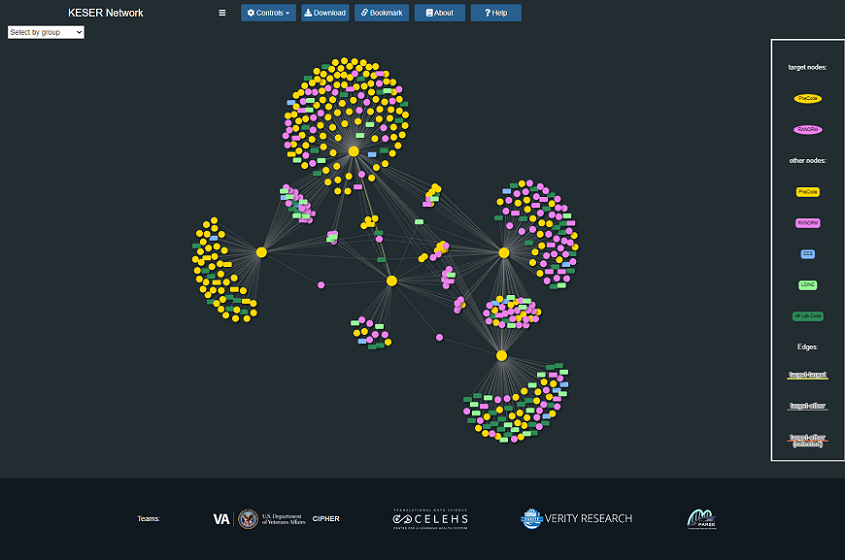 KESER Network
Controls
Download
Bookmark
About
Help
Select by group
target nodes:
PheCode
RXNORM
other nodes:
PheCode
RXNORM
CCS
LOINC
VA Lab Code
Edges:
target-target
target-other
target-other
(selected)
Teams:
VA
U.S. Department
of Veterans Affairs
CIPHER
TRANSLATIONAL DATA SCIENCE
CELEHS
CENTER FOR A LEARNING HEALTH SYSTEM
VERITY
VERITY RESEARCH
PARSE